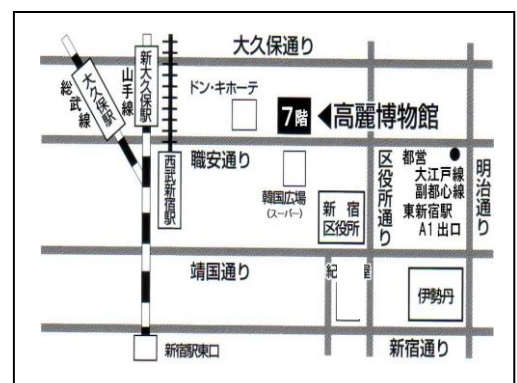 大久保通り
新大久保駅
山手線
大久保駅
総武線
ドン・キホーテ
7階
◀高麗博物館
西武新宿駅
職安通り
韓国広場
(スーパー)
新宿
区役所
区役所通り
都営
大江戸線
副都心線
東新宿駅
A1出口
明治通り
靖国通り
紀
屋
伊勢丹
新宿駅東口
新宿通り